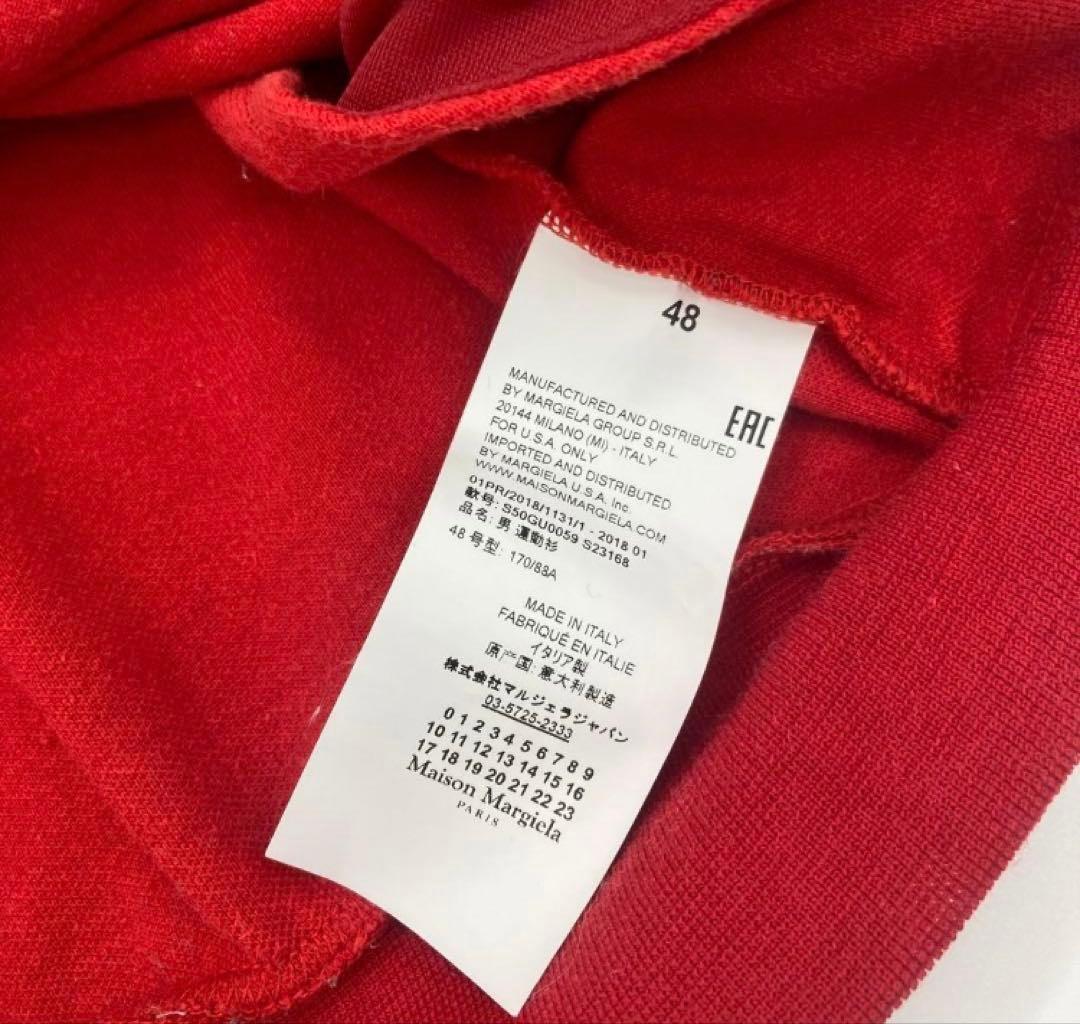 48
MANUFACTURED AND DISTRIBUTED
BY MARGIELA GROUP S.R.L.
20144 MILANO (MI) - ITALY
EAC
FOR U.S.A. ONLY
IMPORTED AND DISTRIBUTED
BY MARGIELA U.S.A. Inc.
WWW.MAISONMARGIELA.COM
01PR/2018/1131/1 - 2018 01
款号: S50GU0059 S23168
品名: 男 運動衫
48 号型: 170/88A
MADE IN ITALY
FABRIQUÉ EN ITALIE
イタリア製
原产国: 意大利製造
株式会社マルジェラジャパン
03-5725-2333
0 1 2 3 4 5 6 7 8 9
10 11 12 13 14 15 16
17 18 19 20 21 22 23
Maison Margiela
PARIS